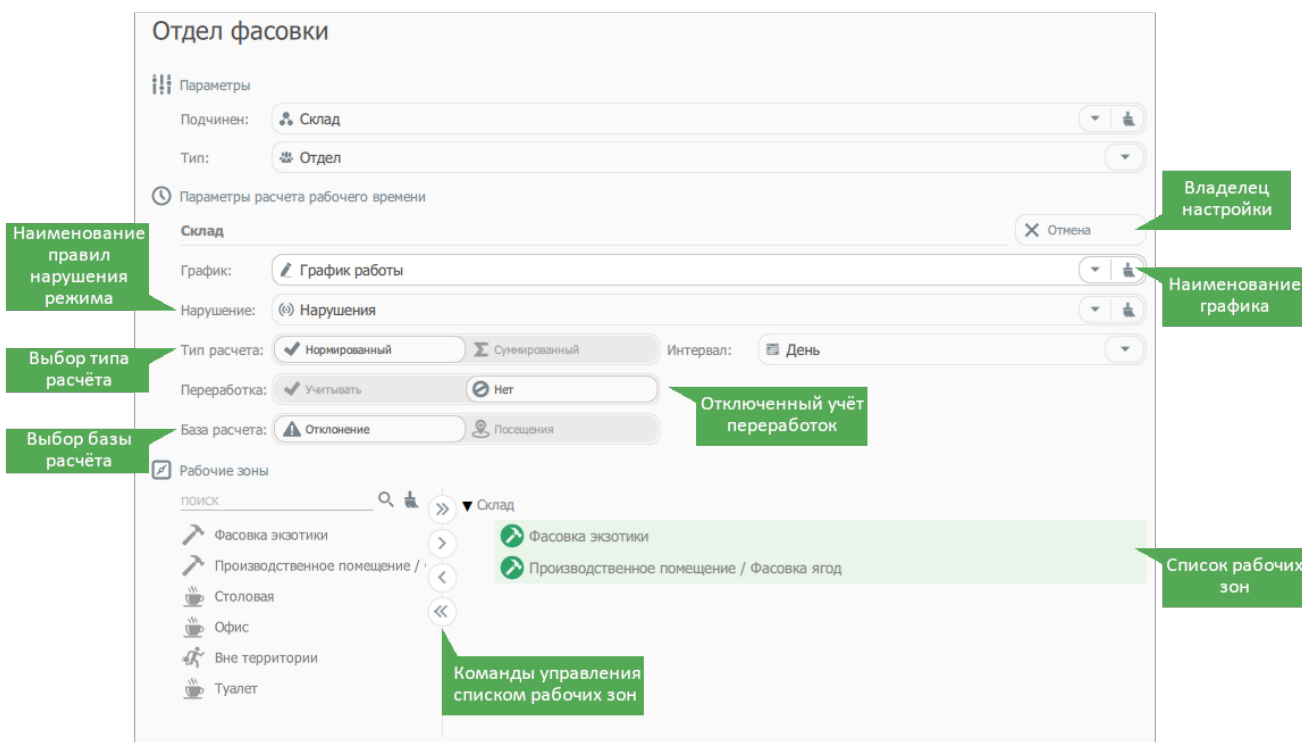 Отдел фасовки
Параметры
Подчинен:
Склад
Тип:
Отдел
Параметры расчета рабочего времени
Владелец
настройки
Наименование
правил
нарушения
режима
Склад
Отмена
График:
График работы
Наименование
графика
Нарушение:
Нарушения
Выбор типа
расчёта
Тип расчета:
Нормированный
Суммированный
Интервал:
День
Переработка:
Учитывать
Нет
Отключенный учёт
переработок
Выбор базы
расчёта
База расчета:
Отклонение
Посещения
Рабочие зоны
поиск
Склад
Фасовка экзотики
Фасовка экзотики
Производственное помещение /
Производственное помещение / Фасовка ягод
Список рабочих
зон
Столовая
Офис
Вне территории
Туалет
Команды управления
списком рабочих зон